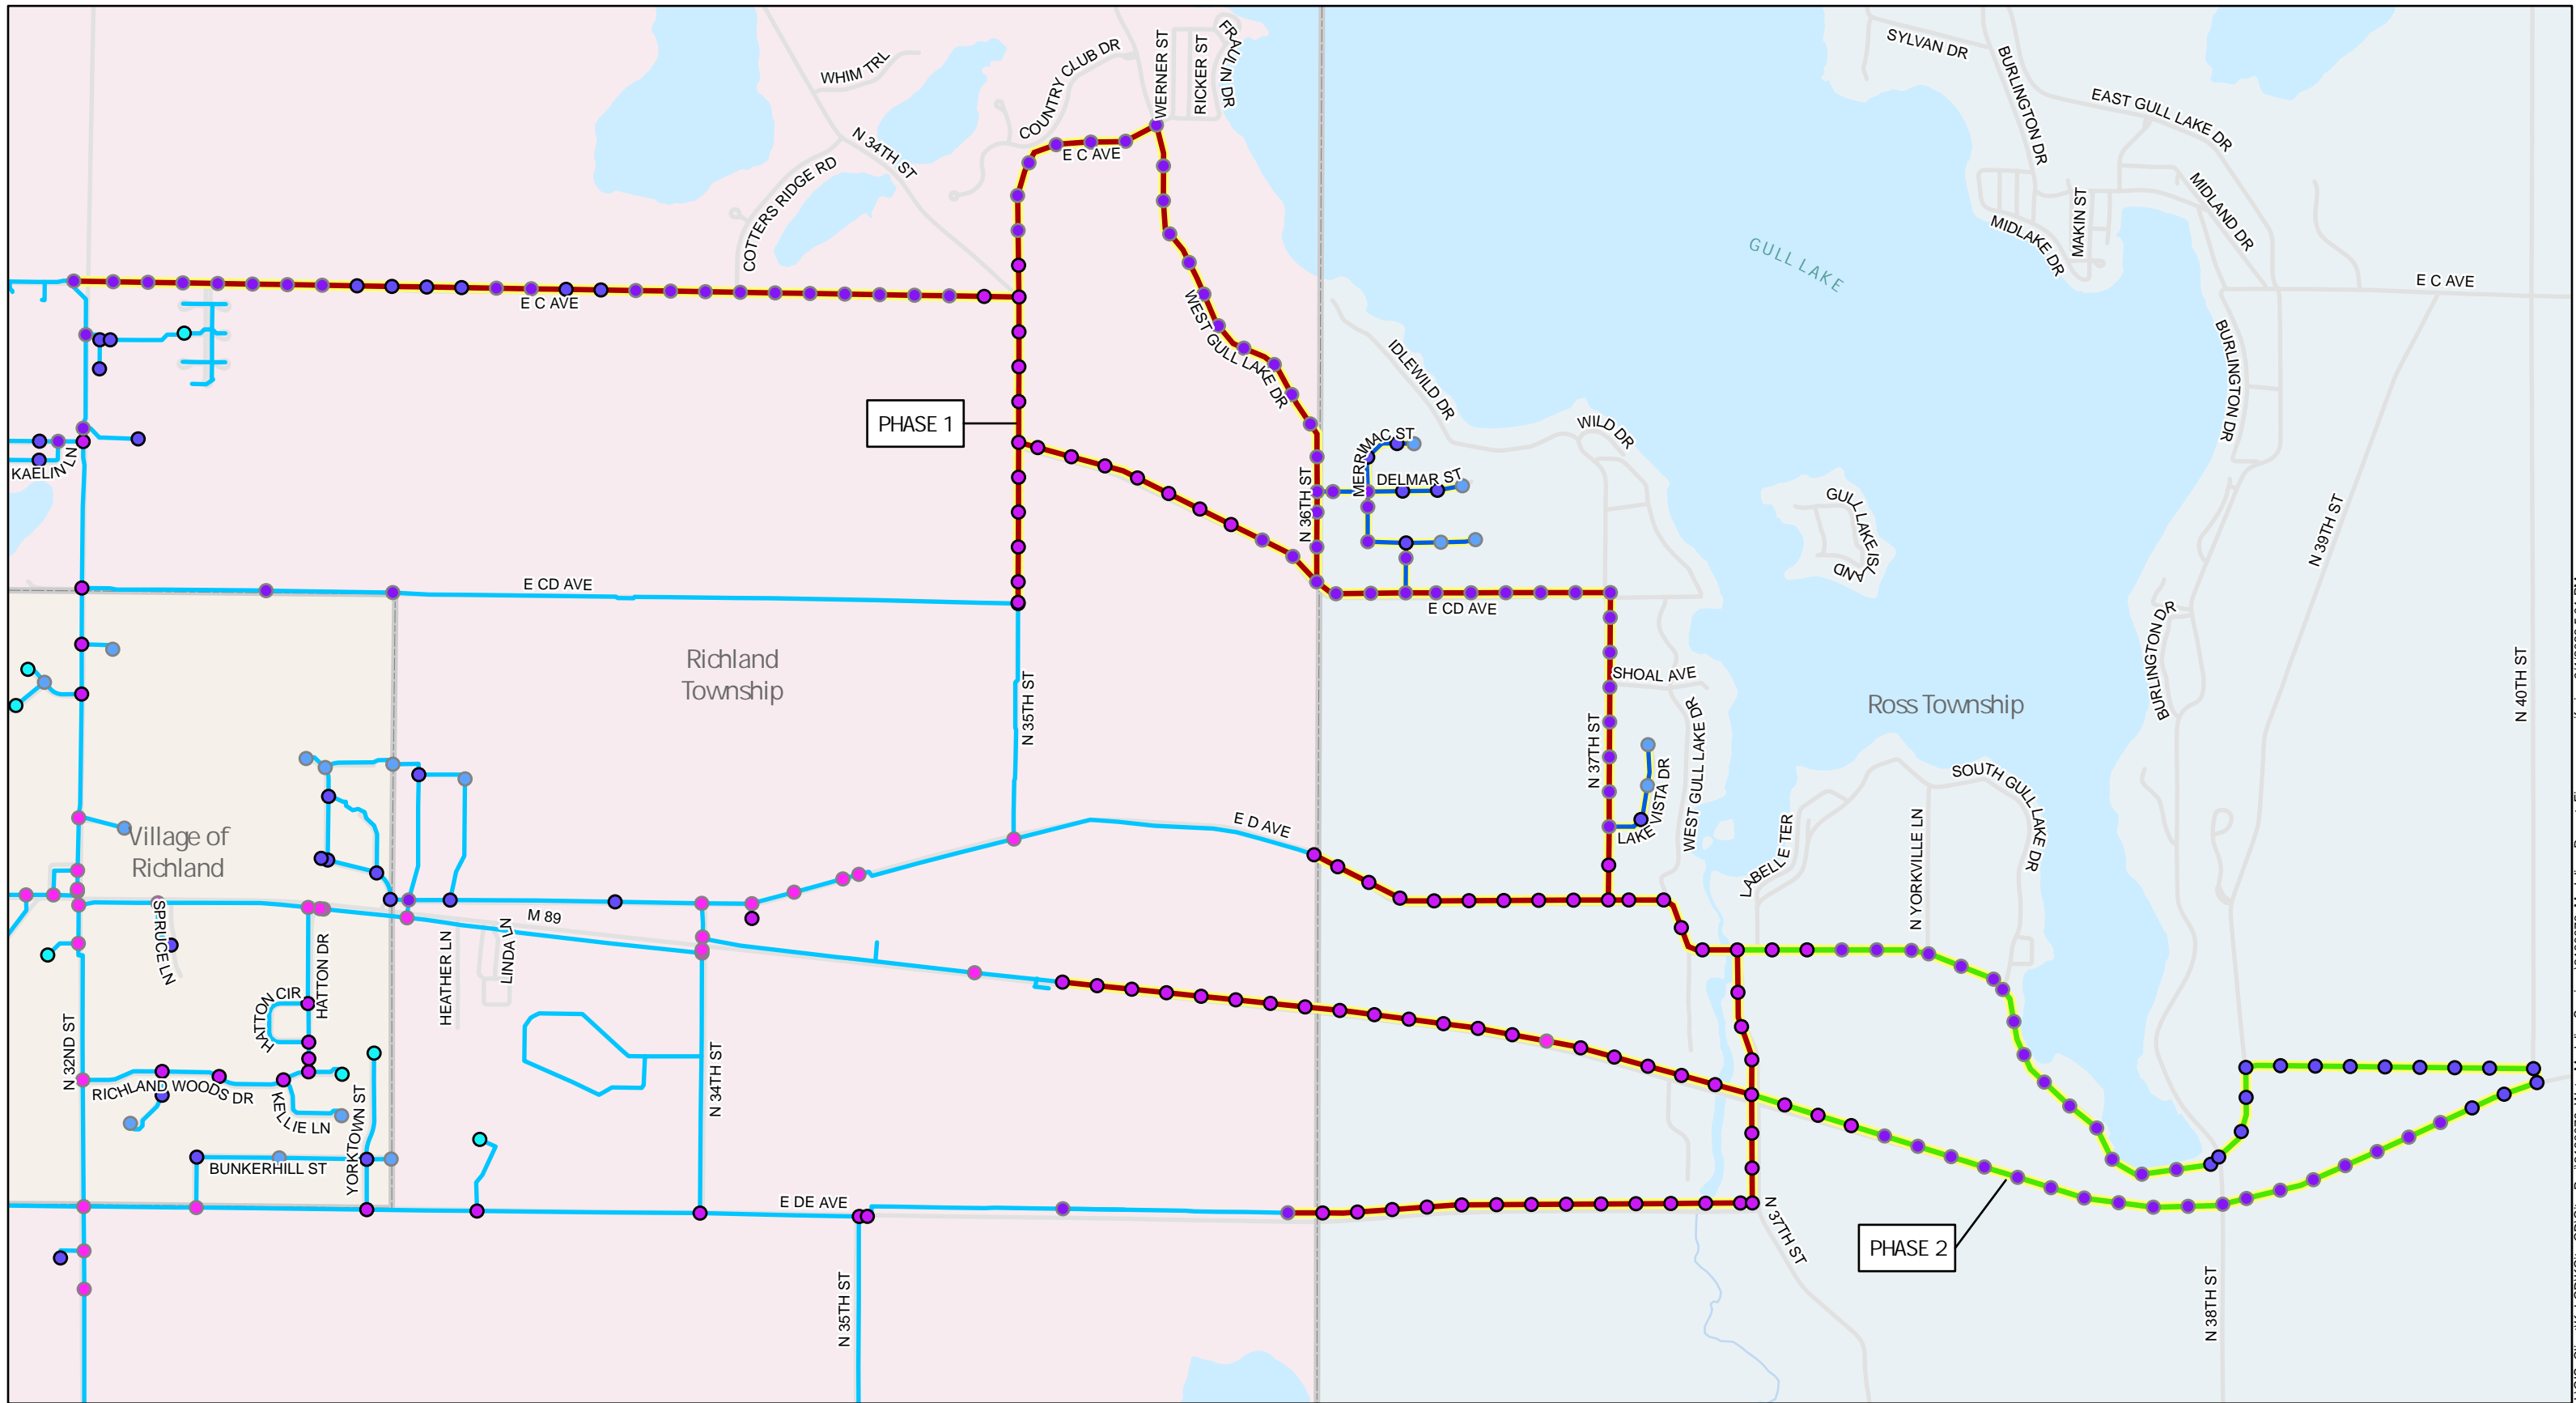 FRAULIN DR
WERNER ST
RICKER ST
COUNTRY CLUB DR
WHIM TRL
SYLVAN DR
BURLINGTON DR
EAST GULL LAKE DR
N 34TH ST
E C AVE
COTTERS RIDGE RD
MIDLAND DR
MAKIN ST
MIDLAKE DR
GULL LAKE
E C AVE
E C AVE
WEST GULL LAKE DR
IDLEWILD DR
BURLINGTON DR
PHASE 1
WILD DR
MERRIMAC ST
DELMAR ST
KAELIN LN
N 36TH ST
GULL LAKE ISLAND
N 39TH ST
E CD AVE
E CD AVE
Richland
Township
SHOAL AVE
BURLINGTON DR
N 40TH ST
Ross Township
N 35TH ST
N 37TH ST
WEST GULL LAKE DR
LAKE VISTA DR
SOUTH GULL LAKE DR
Village of
Richland
E D AVE
LABELLE TER
N YORKVILLE LN
M 89
SPRUCE LN
HATTON DR
HEATHER LN
LINDA LN
HATTON CIR
N 32ND ST
N 34TH ST
RICHLAND WOODS DR
KELLIE LN
YORKTOWN ST
BUNKERHILL ST
E DE AVE
N 37TH ST
PHASE 2
N 35TH ST
N 38TH ST